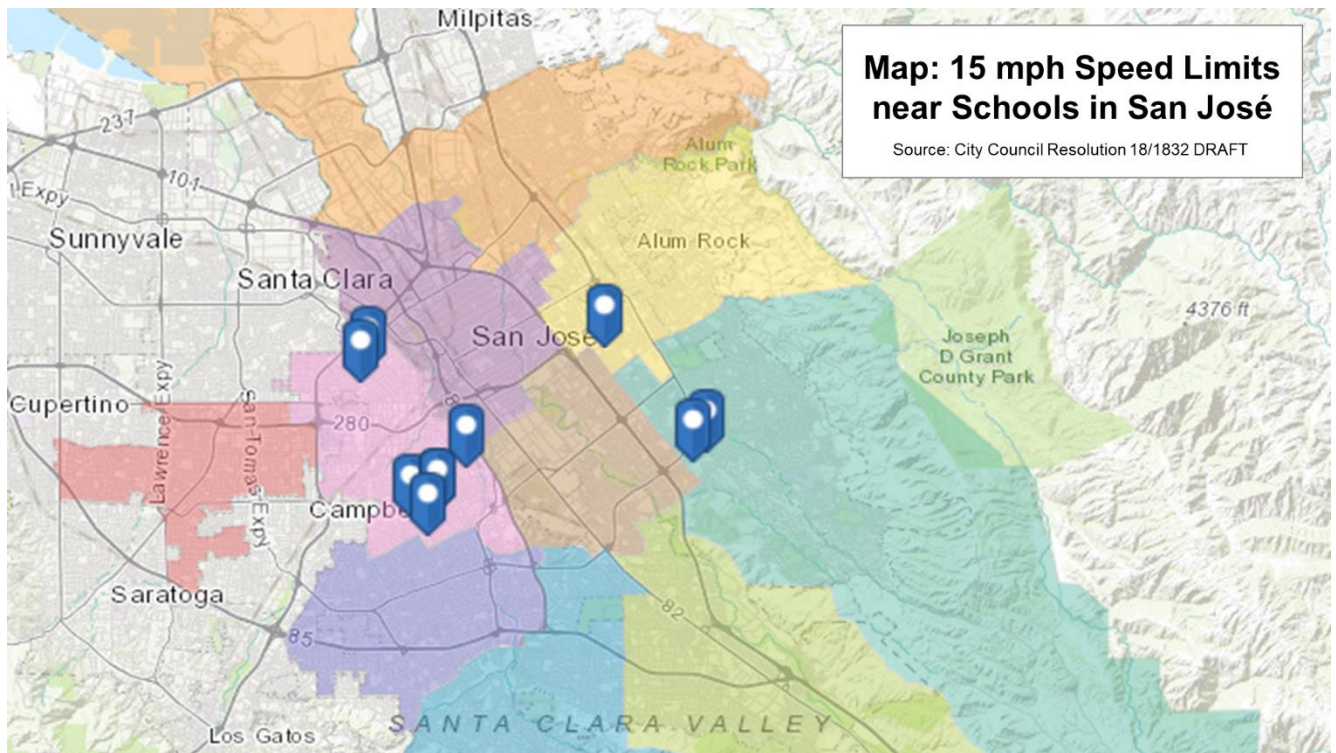 Milpitas
Map: 15 mph Speed Limits
near Schools in San José
Source: City Council Resolution 18/1832 DRAFT
237
Alum
Rock Park
101
Expy
Sunnyvale
Alum Rock
Santa Clara
4376 ft
San Jose
Joseph
D Grant
County Park
Cupertino
Lawrence Expy
San Tomas Expy
280
Campbe
82
Saratoga
85
SANTA CLARA VALLEY
Los Gatos